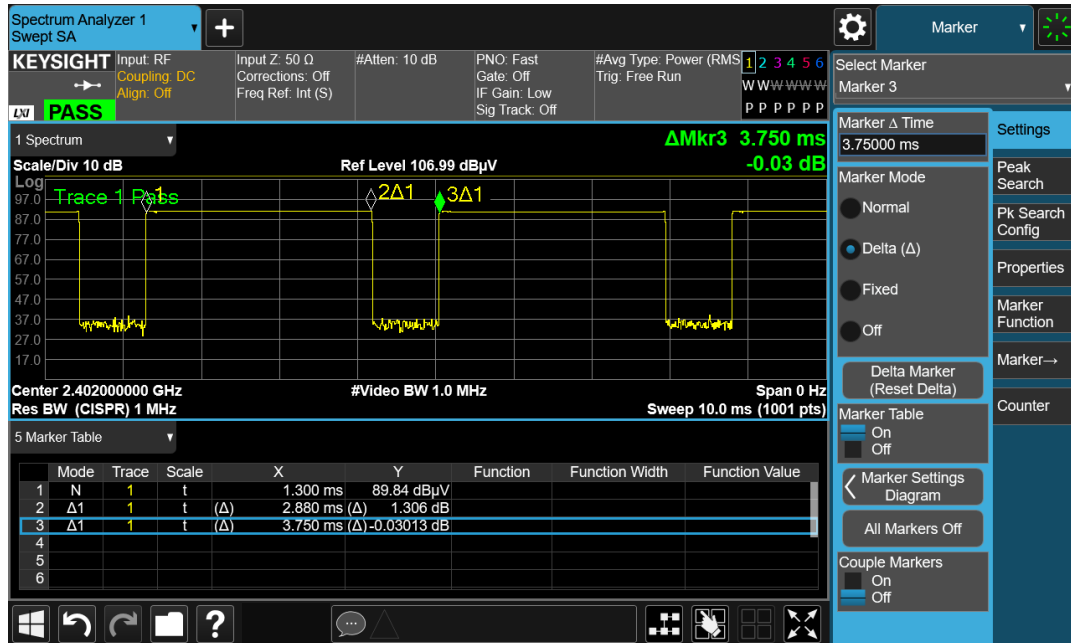 Spectrum Analyzer 1
Swept SA
Marker
KEYSIGHT
Input: RF
Coupling: DC
Align: Off
Input Z: 50 Ω
Corrections: Off
Freq Ref: Int (S)
#Atten: 10 dB
PNO: Fast
Gate: Off
IF Gain: Low
Sig Track: Off
#Avg Type: Power (RMS
Trig: Free Run
1 2 3 4 5 6
W W W W W W
P P P P P P
LXI PASS
Select Marker
Marker 3
1 Spectrum
ΔMkr3 3.750 ms
-0.03 dB
Scale/Div 10 dB
Ref Level 106.99 dBµV
Log
Trace 1 Pass
1
2Δ1
3Δ1
97.0
87.0
77.0
67.0
57.0
47.0
37.0
27.0
17.0
Center 2.402000000 GHz
#Video BW 1.0 MHz
Span 0 Hz
Res BW (CISPR) 1 MHz
Sweep 10.0 ms (1001 pts)
5 Marker Table
Mode Trace Scale X Y Function Function Width Function Value
1 N 1 t 1.300 ms 89.84 dBµV
2 Δ1 1 t (Δ) 2.880 ms (Δ) 1.306 dB
3 Δ1 1 t (Δ) 3.750 ms (Δ) -0.03013 dB
4
5
6
?
Marker Δ Time
3.75000 ms
Marker Mode
Normal
Delta (Δ)
Fixed
Off
Delta Marker
(Reset Delta)
Marker Table
On
Off
Marker Settings
Diagram
All Markers Off
Couple Markers
On
Off
Settings
Peak
Search
Pk Search
Config
Properties
Marker
Function
Marker→
Counter